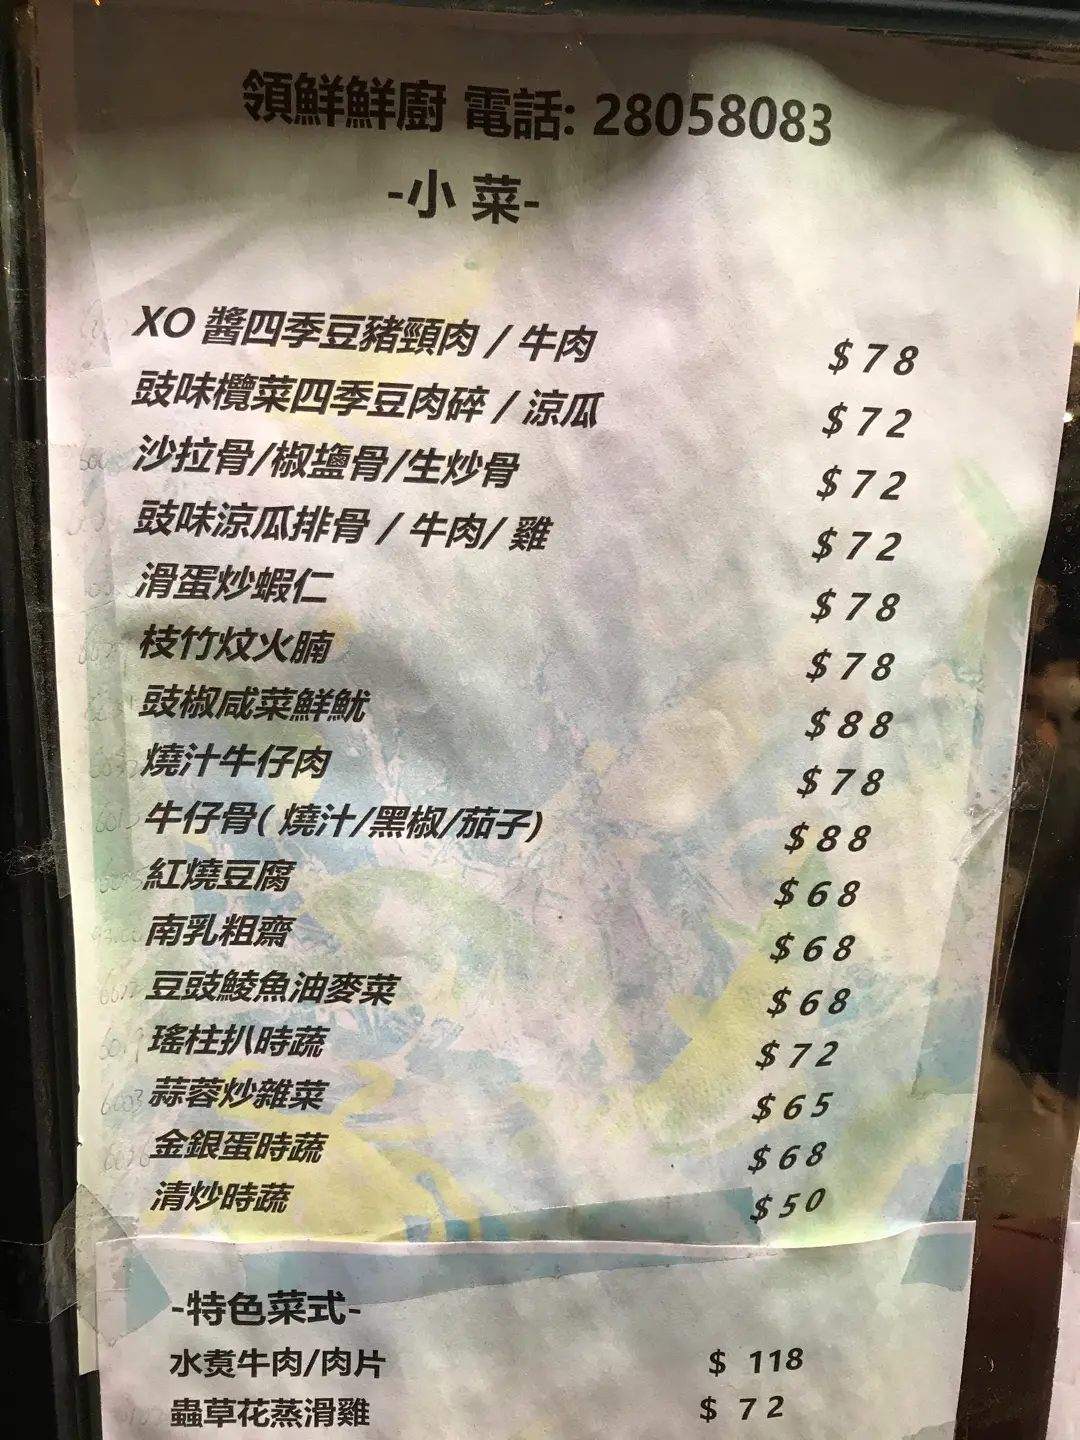 領鮮鮮廚 電話: 28058083
-小 菜-
XO 醬四季豆豬頸肉 / 牛肉 $78
豉味欖菜四季豆肉碎 / 涼瓜 $72
沙拉骨/椒鹽骨/生炒骨 $72
豉味涼瓜排骨 / 牛肉/ 雞 $72
滑蛋炒蝦仁 $78
枝竹炆火腩 $78
豉椒咸菜鮮魷 $88
燒汁牛仔肉 $78
牛仔骨( 燒汁/黑椒/茄子) $88
紅燒豆腐 $68
南乳粗齋 $68
豆豉鯪魚油麥菜 $68
瑤柱扒時蔬 $72
蒜蓉炒雜菜 $65
金銀蛋時蔬 $68
清炒時蔬 $50
-特色菜式-
水煮牛肉/肉片 $ 118
蟲草花蒸滑雞 $ 72